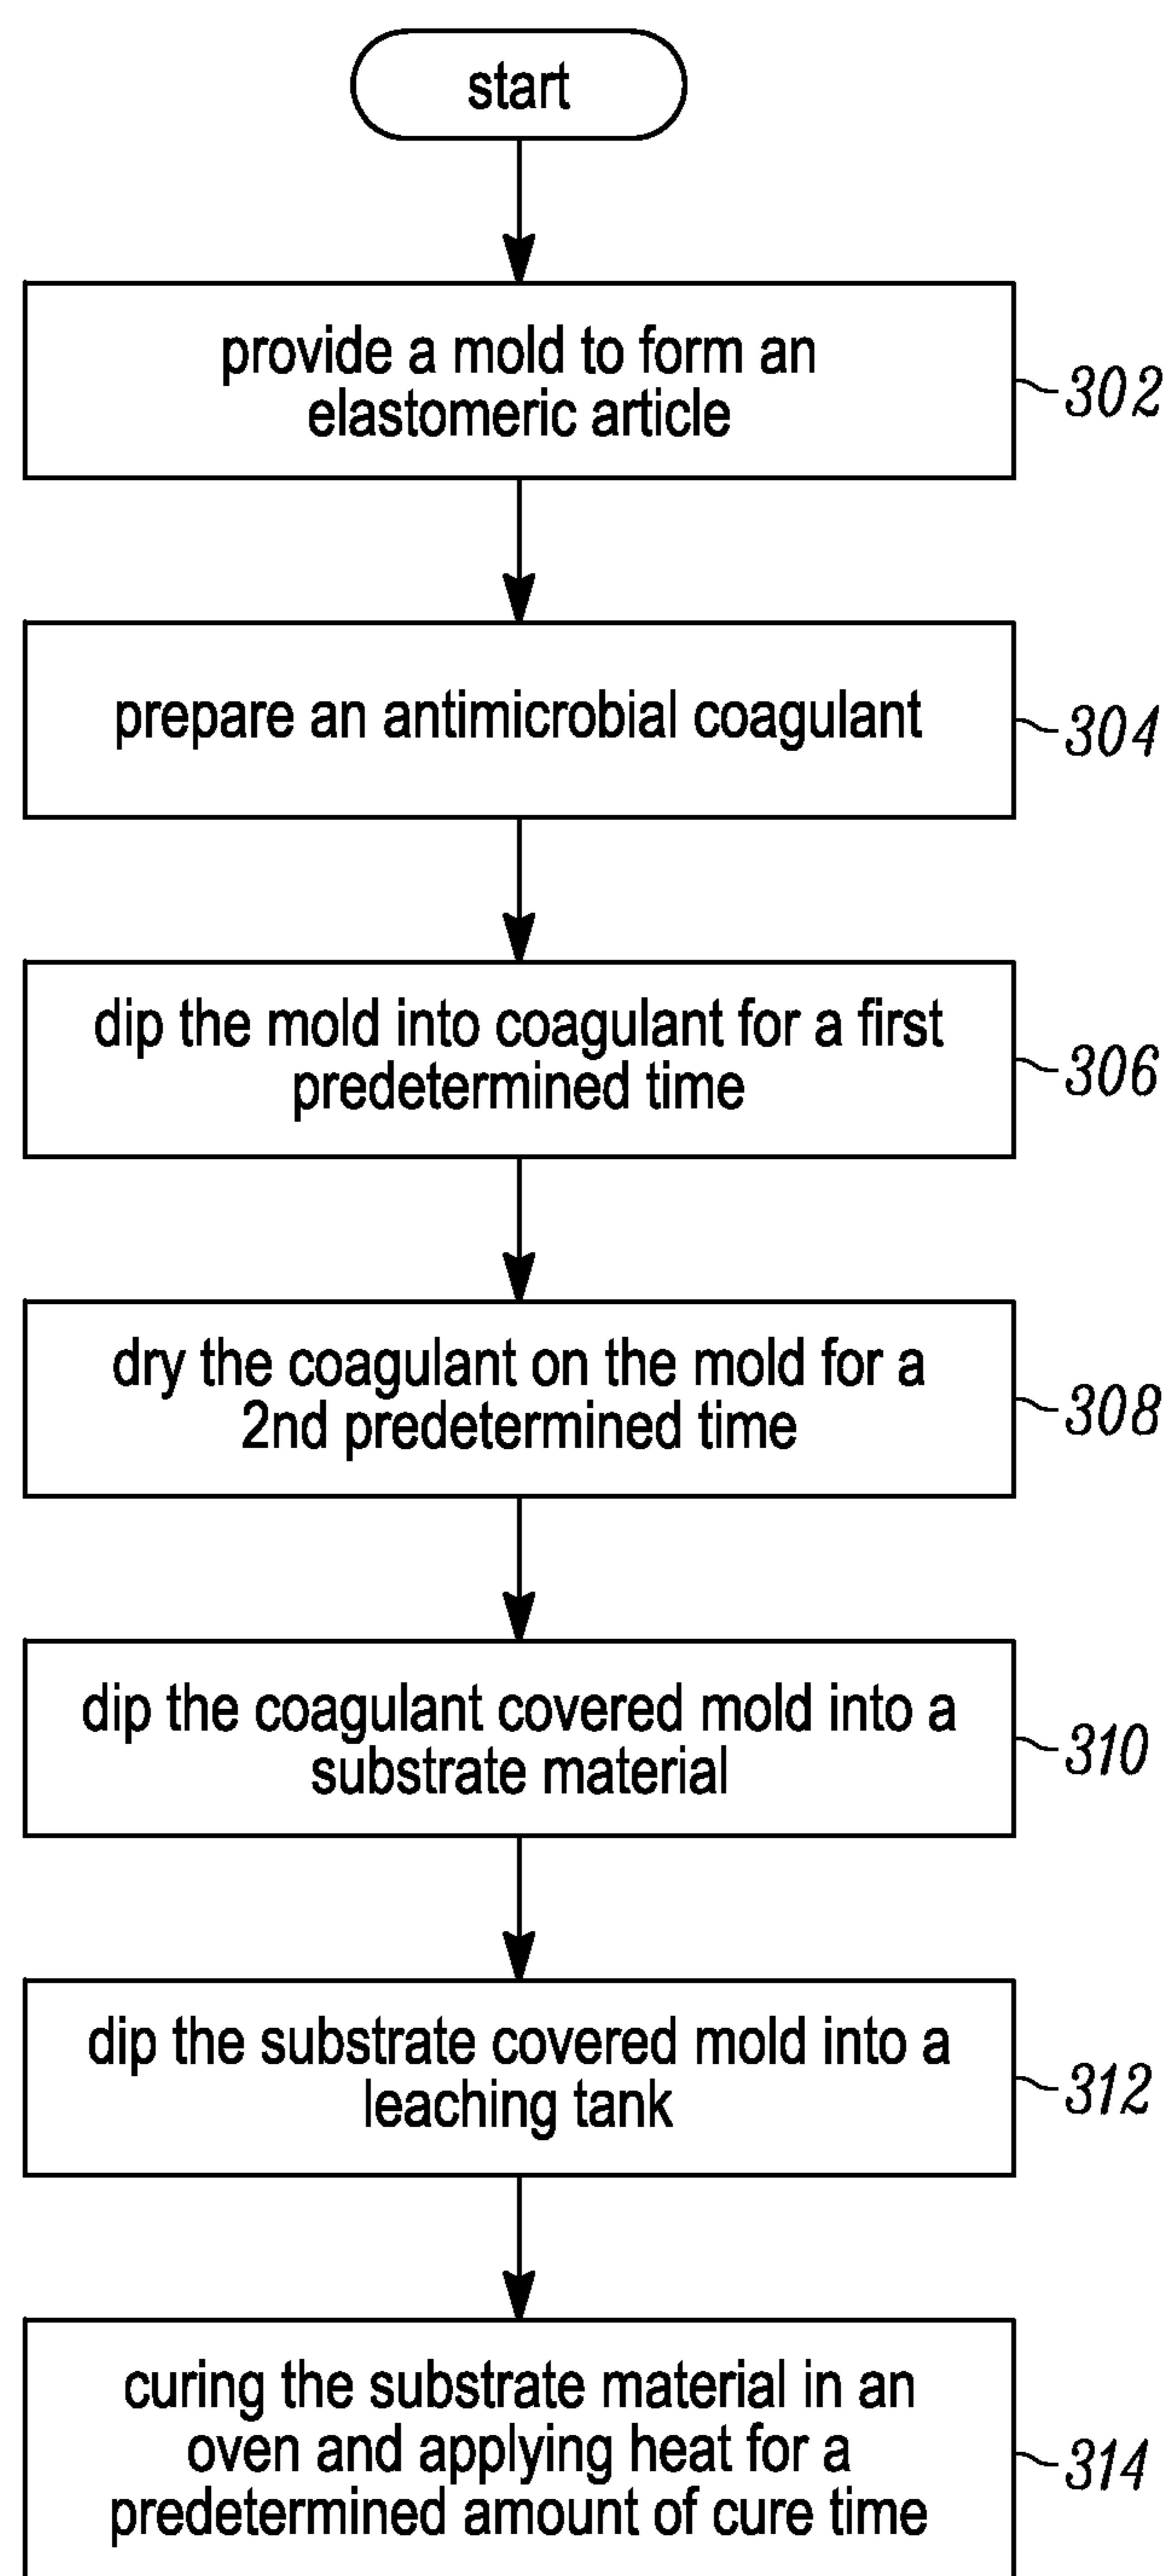 start
provide a mold to form an
elastomeric article
302
prepare an antimicrobial coagulant
304
dip the mold into coagulant for a first
predetermined time
306
dry the coagulant on the mold for a
2nd predetermined time
308
dip the coagulant covered mold into a
substrate material
310
dip the substrate covered mold into a
leaching tank
312
curing the substrate material in an
oven and applying heat for a
predetermined amount of cure time
314